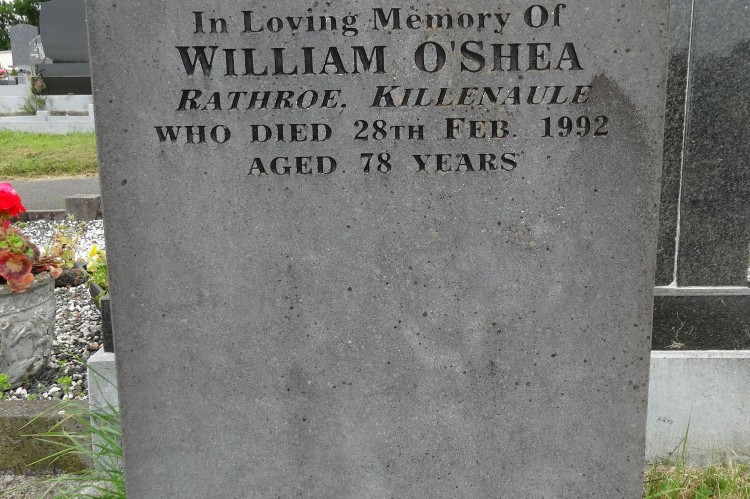 In Loving Memory Of
WILLIAM O'SHEA
RATHROE, KILLENAULE
WHO DIED 28TH FEB. 1992
AGED 78 YEARS